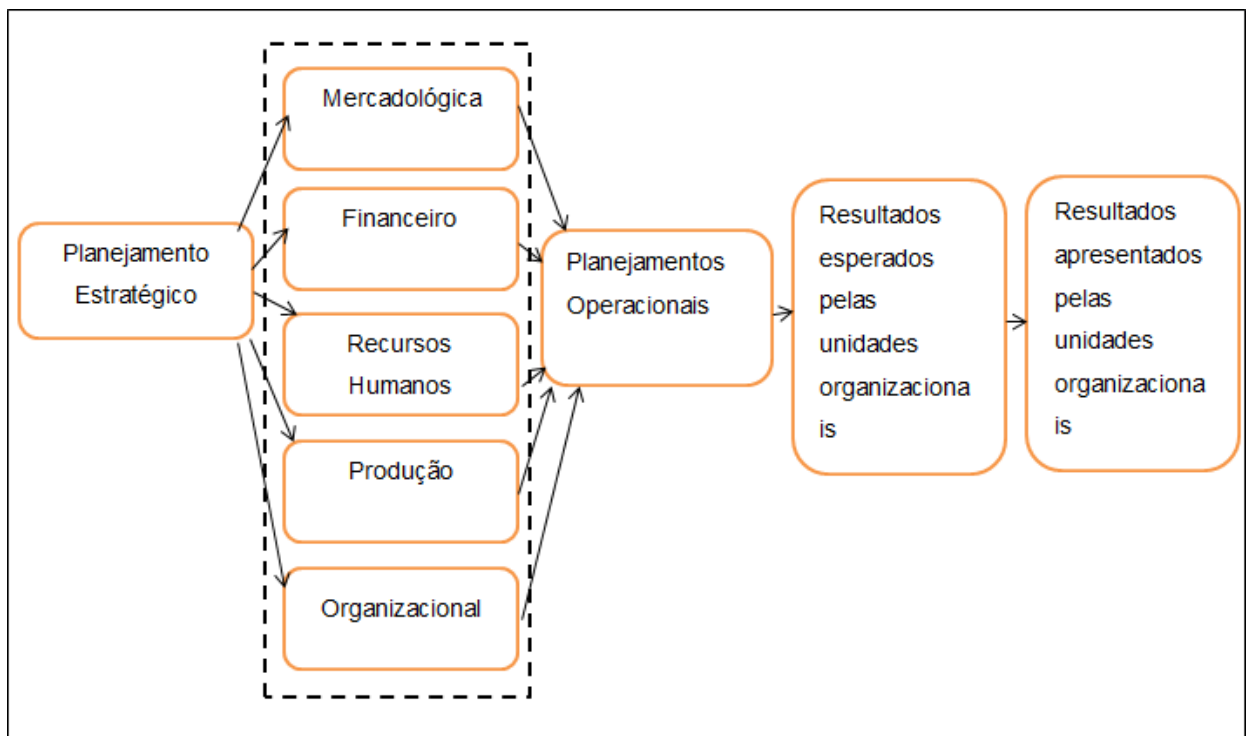 Mercadológica
Financeiro
Planejamento
Estratégico
Recursos
Humanos
Produção
Organizacional
Planejamentos
Operacionais
Resultados
esperados
pelas
unidades
organizaciona
is
Resultados
apresentados
pelas
unidades
organizaciona
is